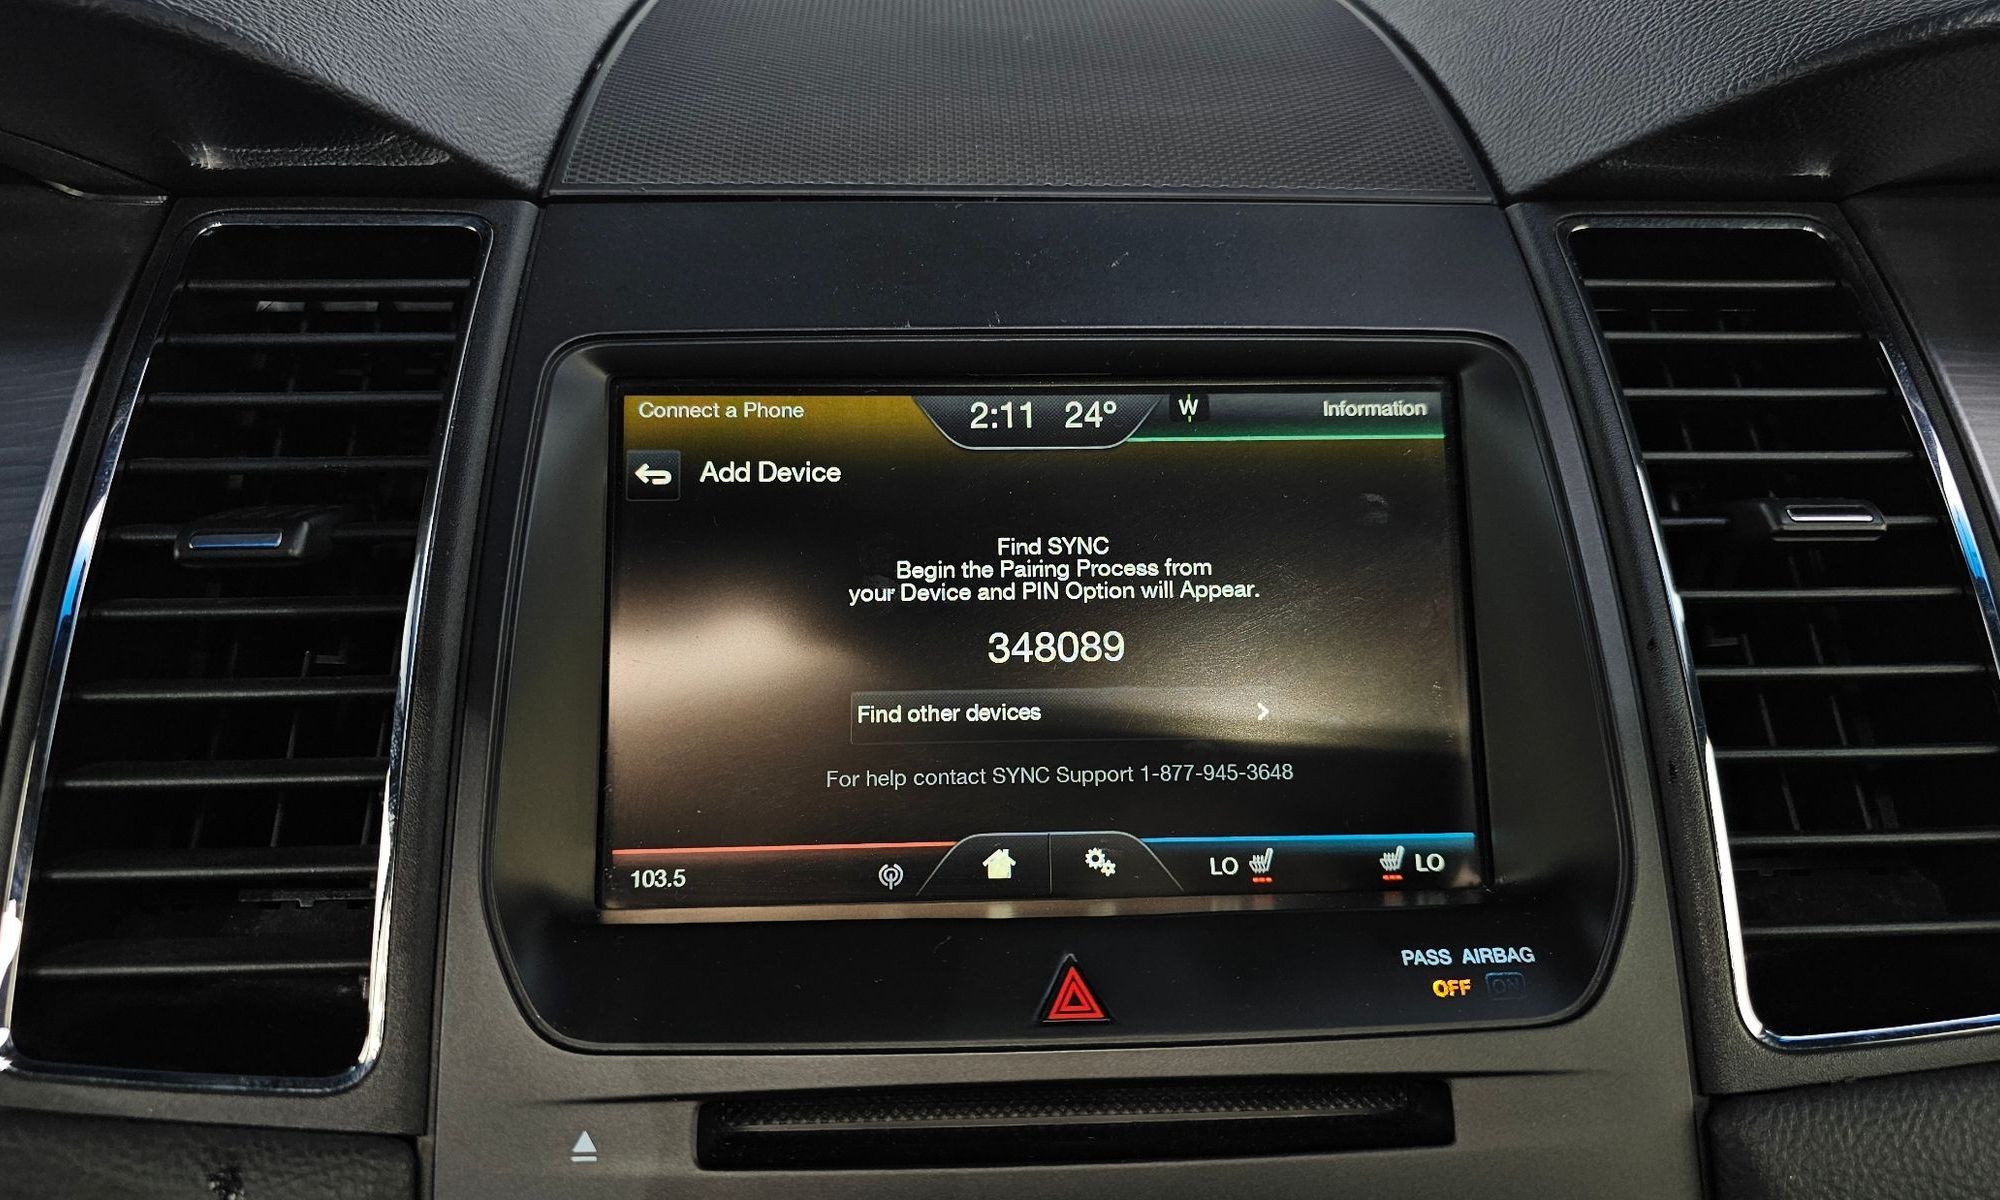 Connect a Phone
2:11 24°
W
Information
Add Device
Find SYNC
Begin the Pairing Process from
your Device and PIN Option will Appear.
348089
Find other devices
For help contact SYNC Support 1-877-945-3648
103.5
LO
LO
PASS AIRBAG
OFF ON